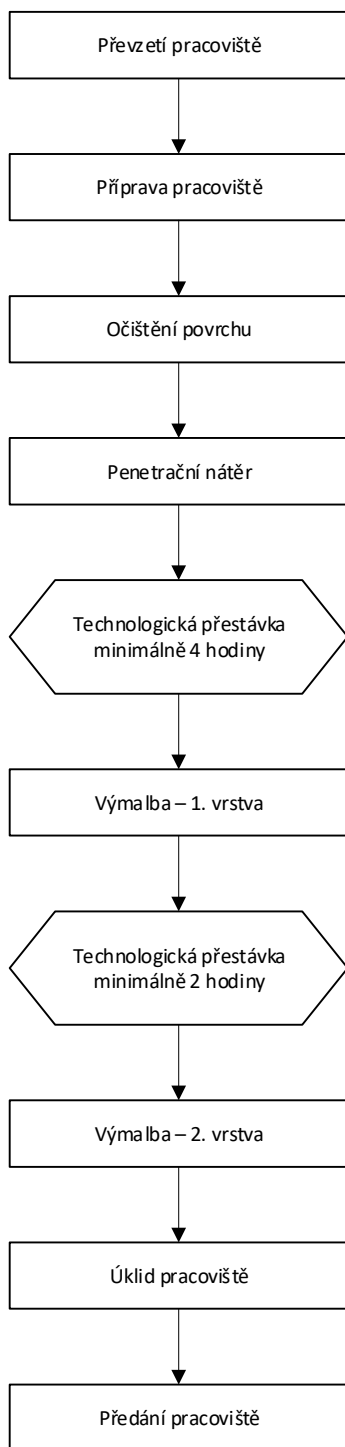 Převzetí pracoviště
Příprava pracoviště
Očištění povrchu
Penetrační nátěr
Technologická přestávka
minimálně 4 hodiny
Výmalba – 1. vrstva
Technologická přestávka
minimálně 2 hodiny
Výmalba – 2. vrstva
Úklid pracoviště
Předání pracoviště